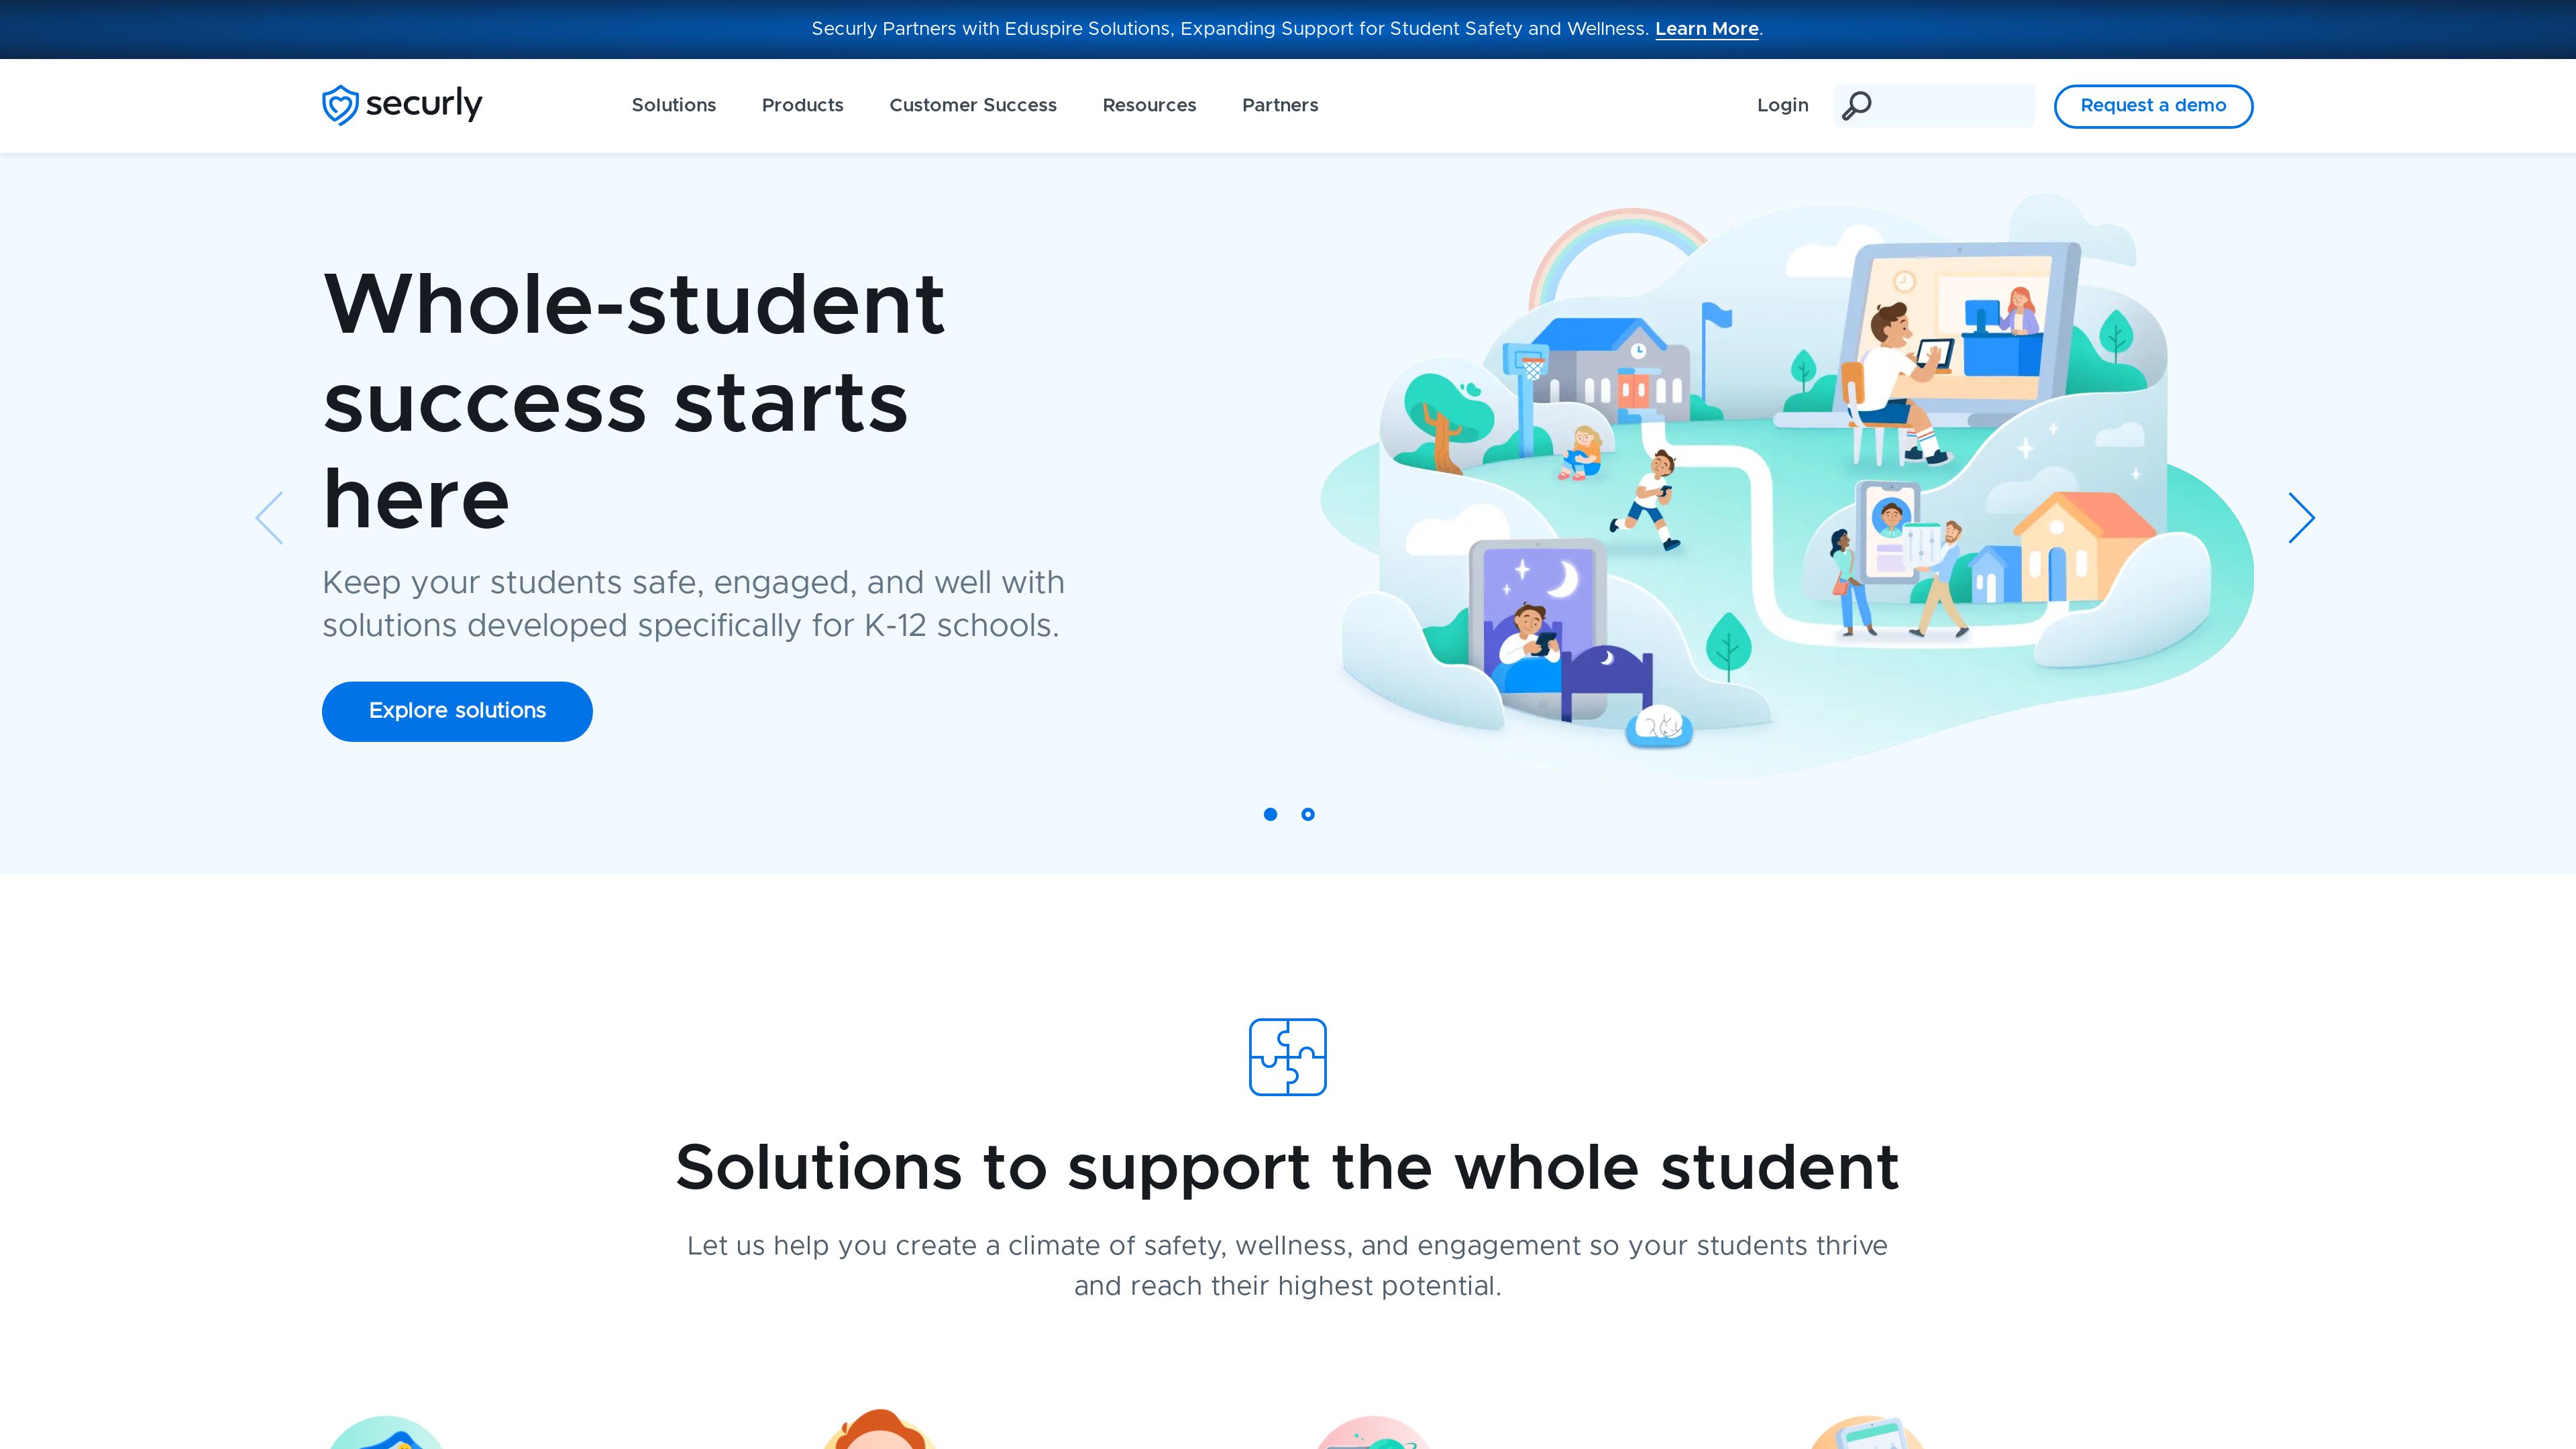 Securly Partners with Eduspire Solutions, Expanding Support for Student Safety and Wellness. Learn More.
securly
Solutions
Products
Customer Success
Resources
Partners
Login
Request a demo
Whole-student
success starts
here
Keep your students safe, engaged, and well with
solutions developed specifically for K-12 schools.
Explore solutions
Solutions to support the whole student
Let us help you create a climate of safety, wellness, and engagement so your students thrive
and reach their highest potential.